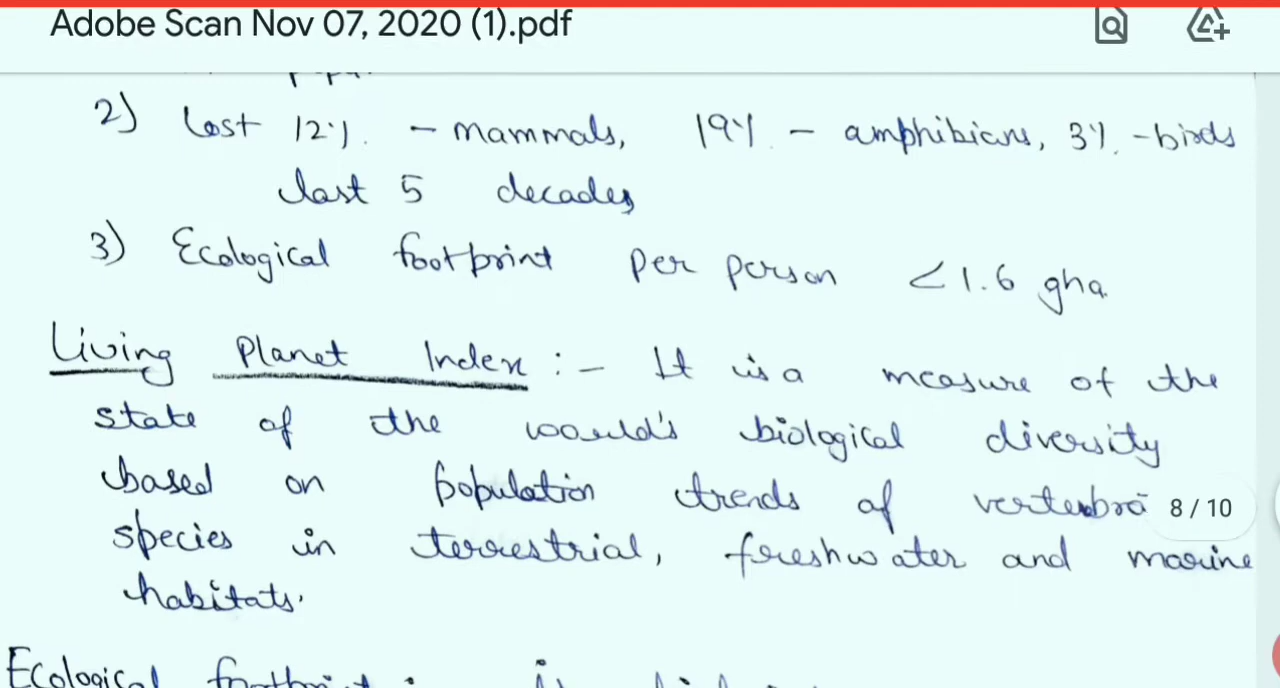 Adobe Scan Nov 07, 2020 (1).pdf
2) Lost 12%. - mammals, 19% - amphibians, 3%. - birds
last 5 decades
3) Ecological footprint per person < 1.6 gha.
Living Planet Index :- It is a measure of the
state of the world's biological diversity
based on population trends of
8 / 10
species in terrestrial, freshwater and marine
habitats.
Ecological